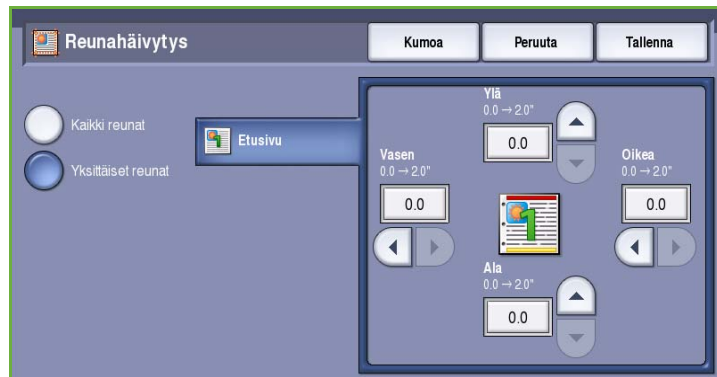 Reunahäivytys
Kumoa
Peruuta
Tallenna
Kaikki reunat
Yksittäiset reunat
Etusivu
Ylä
0.0 → 2.0"
0.0
Vasen
0.0 → 2.0"
0.0
Oikea
0.0 → 2.0"
0.0
1
Ala
0.0 → 2.0"
0.0